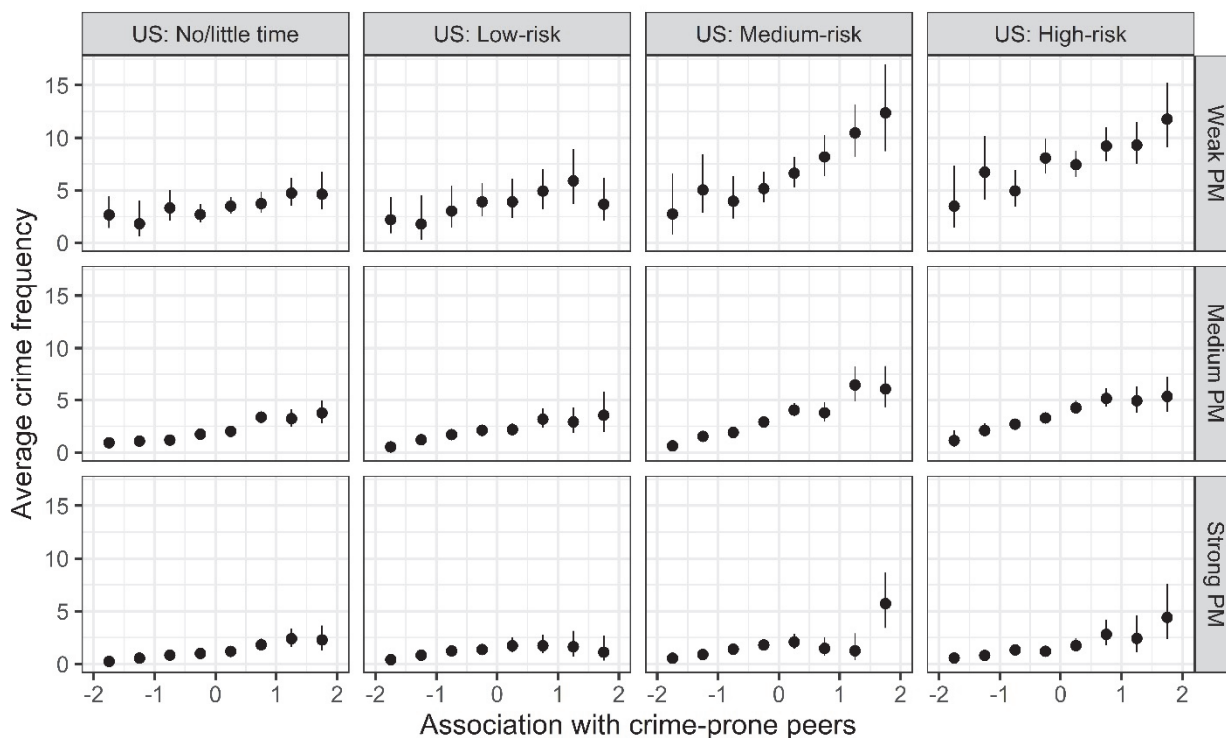 US: No/little time
US: Low-risk
US: Medium-risk
US: High-risk
Average crime frequency
15
10
5
0
Weak PM
15
10
5
0
Medium PM
15
10
5
0
Strong PM
-2 -1 0 1 2
-2 -1 0 1 2
-2 -1 0 1 2
-2 -1 0 1 2
Association with crime-prone peers